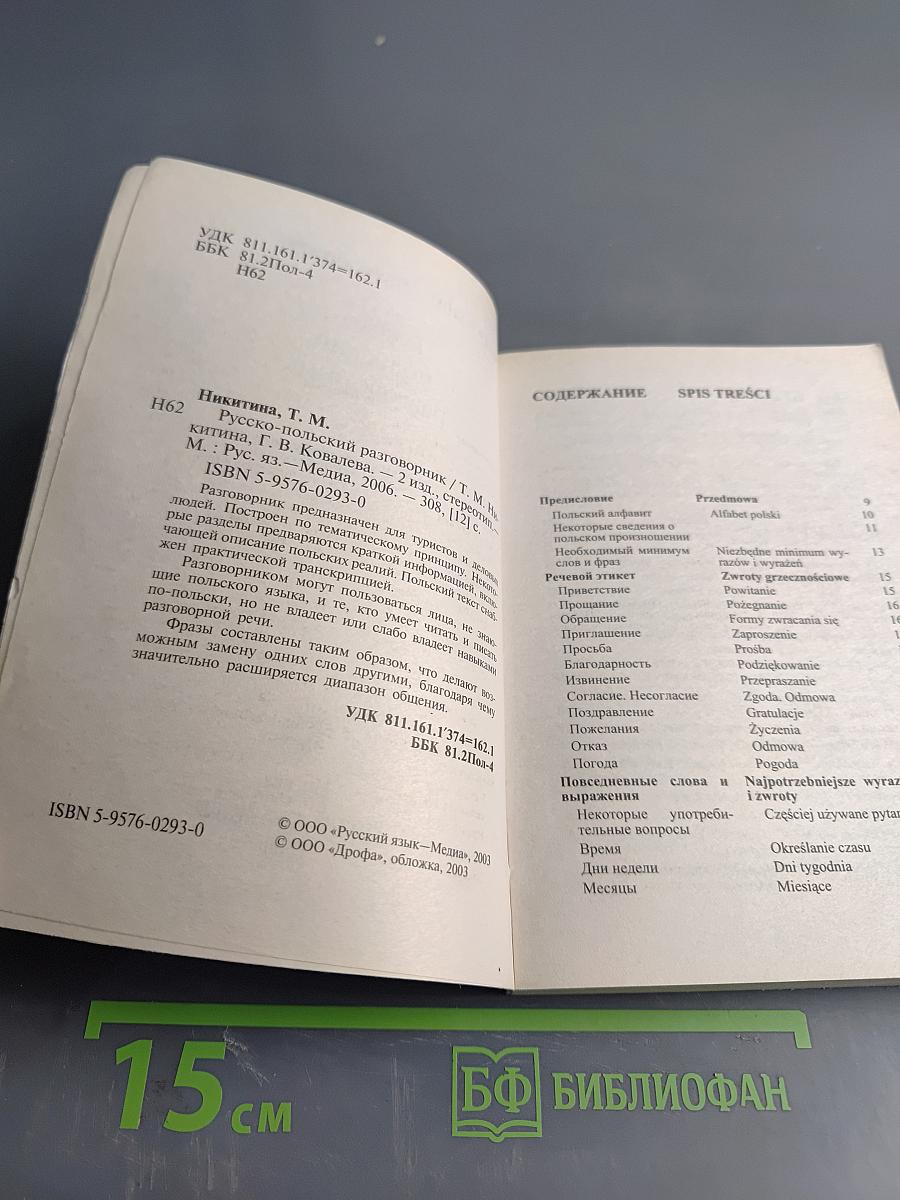 УДК 811.161.1'374=162.1
ББК 81.2Пол-4
Н62
Никитина, Т. М.
Н62 Русско-польский разговорник / Т. М. Ни-
китина, Г. В. Ковалева. — 2 изд., стереотип. —
М. : Рус. яз.—Медиа, 2006. — 308, [12] с.
ISBN 5-9576-0293-0
Разговорник предназначен для туристов и деловых
людей. Построен по тематическому принципу. Некото-
рые разделы предваряются краткой информацией, вклю-
чающей описание польских реалий. Польский текст снаб-
жен практической транскрипцией.
Разговорником могут пользоваться лица, не знаю-
щие польского языка, и те, кто умеет читать и писать
по-польски, но не владеет или слабо владеет навыками
разговорной речи.
Фразы составлены таким образом, что делают воз-
можным замену одних слов другими, благодаря чему
значительно расширяется диапазон общения.
УДК 811.161.1'374=162.1
ББК 81.2Пол-4
ISBN 5-9576-0293-0
© ООО «Русский язык—Медиа», 2003
© ООО «Дрофа», обложка, 2003
СОДЕРЖАНИЕ SPIS TREŚCI
Предисловие Przedmowa 9
Польский алфавит Alfabet polski 10
Некоторые сведения о 11
польском произношении
Необходимый минимум Niezbędne minimum wy- 13
слов и фраз razów i wyrażeń
Речевой этикет Zwroty grzecznościowe 15
Приветствие Powitanie 15
Прощание Pożegnanie 16
Обращение Formy zwracania się
Приглашение Zaproszenie
Просьба Prośba
Благодарность Podziękowanie
Извинение Przepraszanie
Согласие. Несогласие Zgoda. Odmowa
Поздравление Gratulacje
Пожелания Życzenia
Отказ Odmowa
Погода Pogoda
Повседневные слова и Najpotrzebniejsze wyraz
выражения i zwroty
Некоторые употреби- Częściej używane pytan
тельные вопросы
Время Określanie czasu
Дни недели Dni tygodnia
Месяцы Miesiące
15 см
БФ БИБЛИОФАН